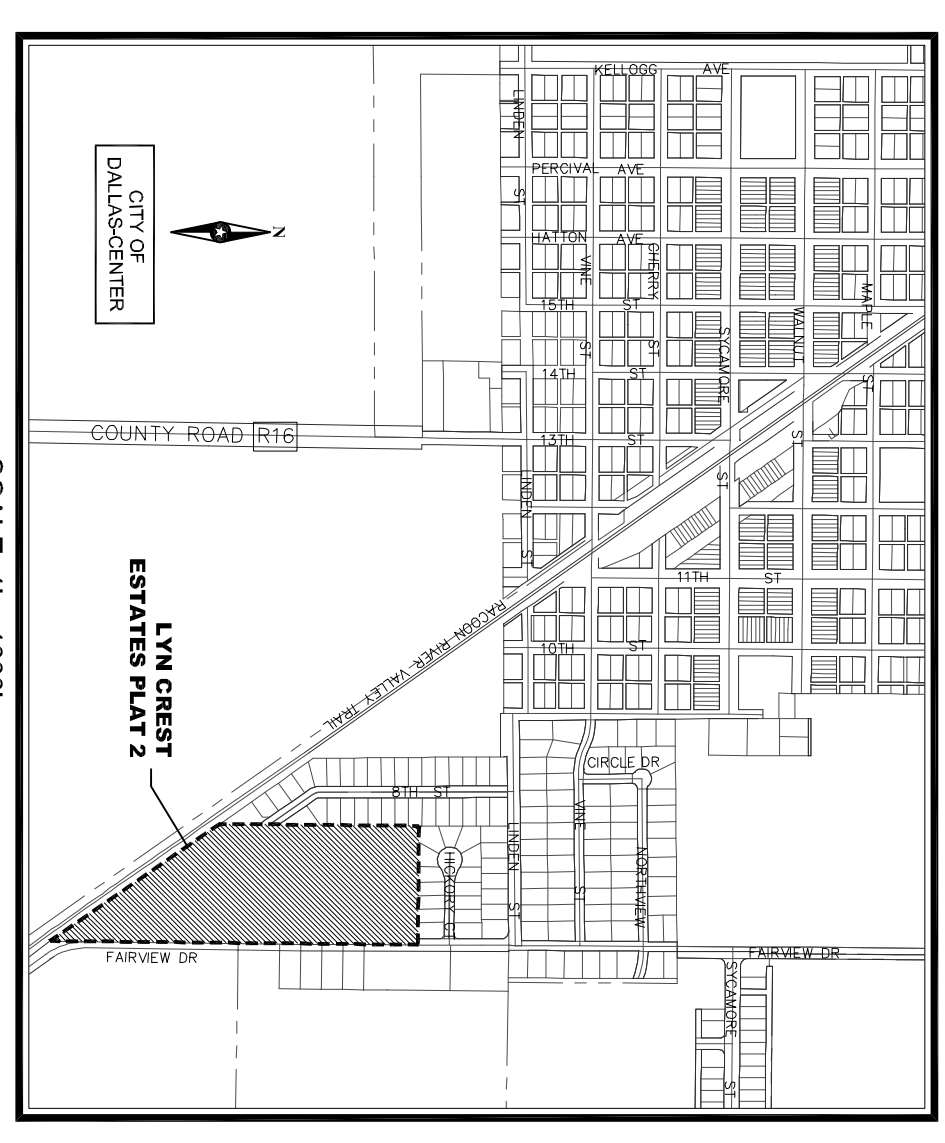 KELLOGG AVE
LINDEN
ST
PERCIVAL AVE
HATTON AVE
VINE
ST
CHERRY
ST
15TH ST
14TH ST
13TH ST
SYCAMORE
ST
WALNUT
ST
MAPLE
ST
N
CITY OF
DALLAS-CENTER
COUNTY ROAD R16
LINDEN
ST
11TH ST
10TH ST
RACOON RIVER VALLEY TRAIL
LYN CREST
ESTATES PLAT 2
8TH ST
CIRCLE DR
VINE
ST
NORTHVIEW
LINDEN
ST
HICKORY CT
FAIRVIEW DR
FAIRVIEW DR
SYCAMORE
ST